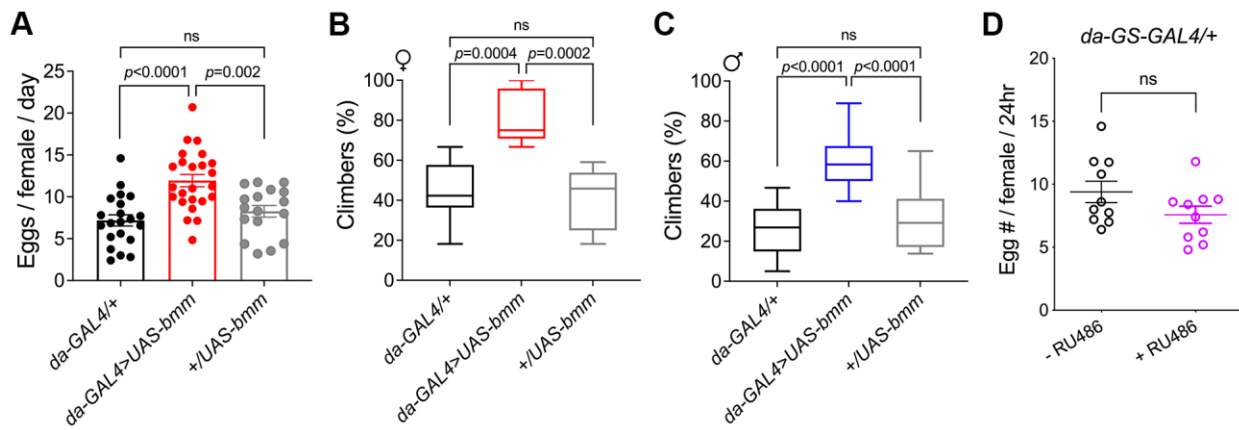 A
ns
p<0.0001
p=0.002
Eggs / female / day
25
20
15
10
5
0
da-GAL4/+
da-GAL4>UAS-bmm
+/UAS-bmm
B
♀
ns
p=0.0004
p=0.0002
Climbers (%)
100
80
60
40
20
0
da-GAL4/+
da-GAL4>UAS-bmm
+/UAS-bmm
C
♂
ns
p<0.0001
p<0.0001
Climbers (%)
100
80
60
40
20
0
da-GAL4/+
da-GAL4>UAS-bmm
+/UAS-bmm
D
da-GS-GAL4/+
ns
Egg # / female / 24hr
20
15
10
5
0
- RU486
+ RU486